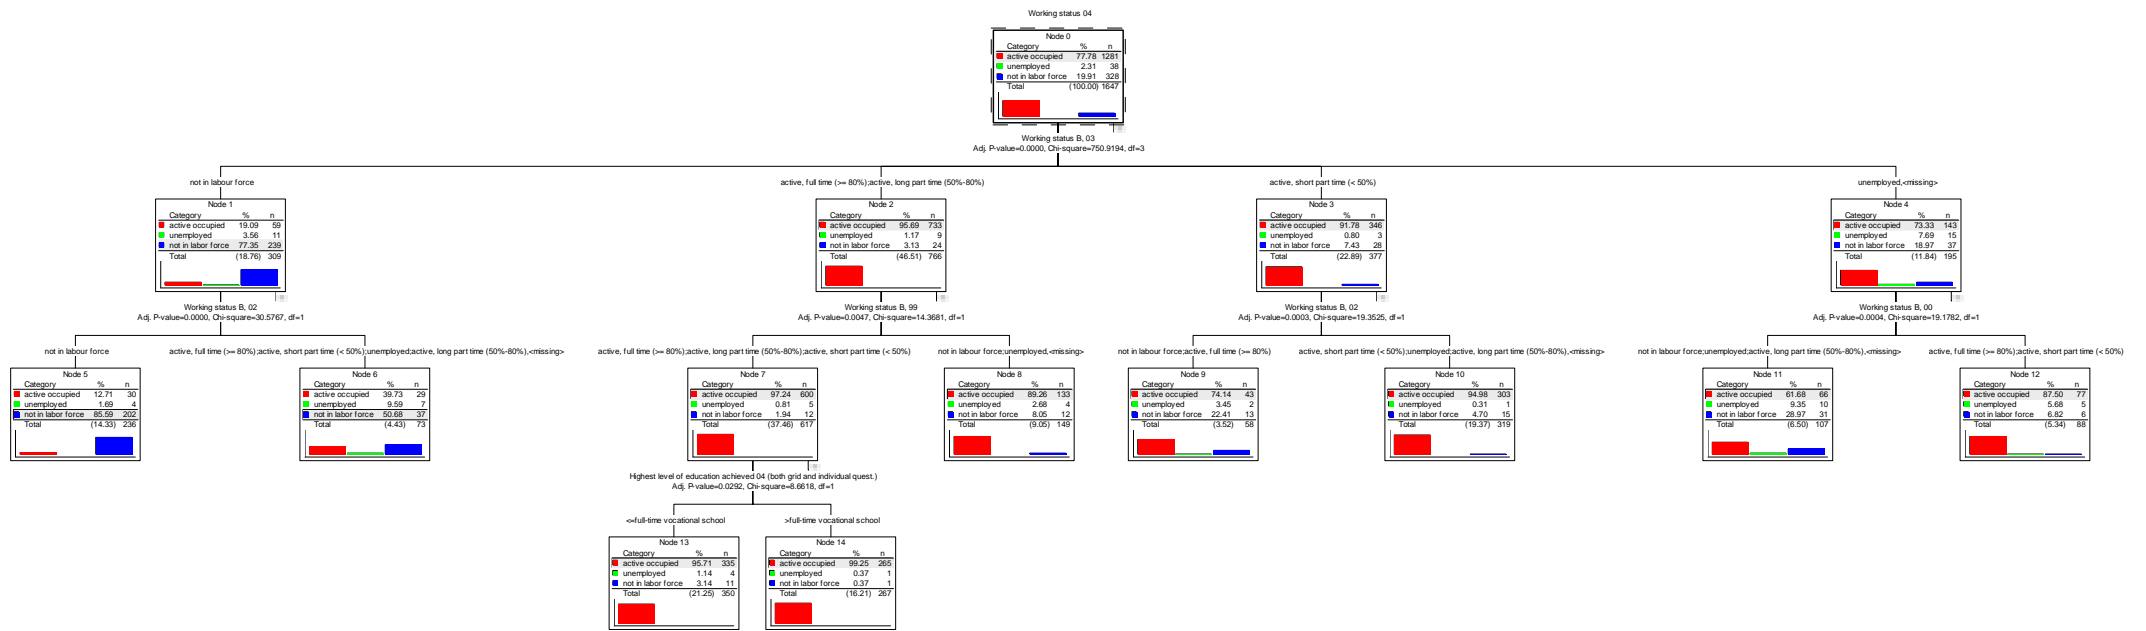 Working status 04
Node 0
Category % n
active occupied 77.78 1281
unemployed 2.31 38
not in labor force 19.91 328
Total (100.00) 1647
Working status B, 03
Adj. P-value=0.0000, Chi-square=750.9194, df=3
not in labour force
Node 1
Category % n
active occupied 19.09 59
unemployed 3.56 11
not in labor force 77.35 239
Total (18.76) 309
Working status B, 02
Adj. P-value=0.0000, Chi-square=30.5767, df=1
active, full time (>= 80%);active, long part time (50%-80%)
Node 2
Category % n
active occupied 95.69 733
unemployed 1.17 9
not in labor force 3.13 24
Total (46.51) 766
Working status B, 99
Adj. P-value=0.0047, Chi-square=14.3681, df=1
active, short part time (< 50%)
Node 3
Category % n
active occupied 91.78 346
unemployed 0.80 3
not in labor force 7.43 28
Total (22.89) 377
Working status B, 02
Adj. P-value=0.0003, Chi-square=19.3525, df=1
unemployed,<missing>
Node 4
Category % n
active occupied 73.33 143
unemployed 7.69 15
not in labor force 18.97 37
Total (11.84) 195
Working status B, 00
Adj. P-value=0.0004, Chi-square=19.1782, df=1
not in labour force
Node 5
Category % n
active occupied 12.71 30
unemployed 1.69 4
not in labor force 85.59 202
Total (14.33) 236
active, full time (>= 80%);active, short part time (< 50%);unemployed;active, long part time (50%-80%),<missing>
Node 6
Category % n
active occupied 39.73 29
unemployed 9.59 7
not in labor force 50.68 37
Total (4.43) 73
active, full time (>= 80%);active, long part time (50%-80%);active, short part time (< 50%)
Node 7
Category % n
active occupied 97.24 600
unemployed 0.81 5
not in labor force 1.94 12
Total (37.46) 617
Highest level of education achieved 04 (both grid and individual quest.)
Adj. P-value=0.0292, Chi-square=8.6618, df=1
not in labour force;unemployed,<missing>
Node 8
Category % n
active occupied 89.26 133
unemployed 2.68 4
not in labor force 8.05 12
Total (9.05) 149
not in labour force;active, full time (>= 80%)
Node 9
Category % n
active occupied 74.14 43
unemployed 3.45 2
not in labor force 22.41 13
Total (3.52) 58
active, short part time (< 50%);unemployed;active, long part time (50%-80%),<missing>
Node 10
Category % n
active occupied 94.98 303
unemployed 0.31 1
not in labor force 4.70 15
Total (19.37) 319
not in labour force;unemployed;active, long part time (50%-80%),<missing>
Node 11
Category % n
active occupied 61.68 66
unemployed 9.35 10
not in labor force 28.97 31
Total (6.50) 107
active, full time (>= 80%);active, short part time (< 50%)
Node 12
Category % n
active occupied 87.50 77
unemployed 5.68 5
not in labor force 6.82 6
Total (5.34) 88
<=full-time vocational school
Node 13
Category % n
active occupied 95.71 335
unemployed 1.14 4
not in labor force 3.14 11
Total (21.25) 350
>full-time vocational school
Node 14
Category % n
active occupied 99.25 265
unemployed 0.37 1
not in labor force 0.37 1
Total (16.21) 267